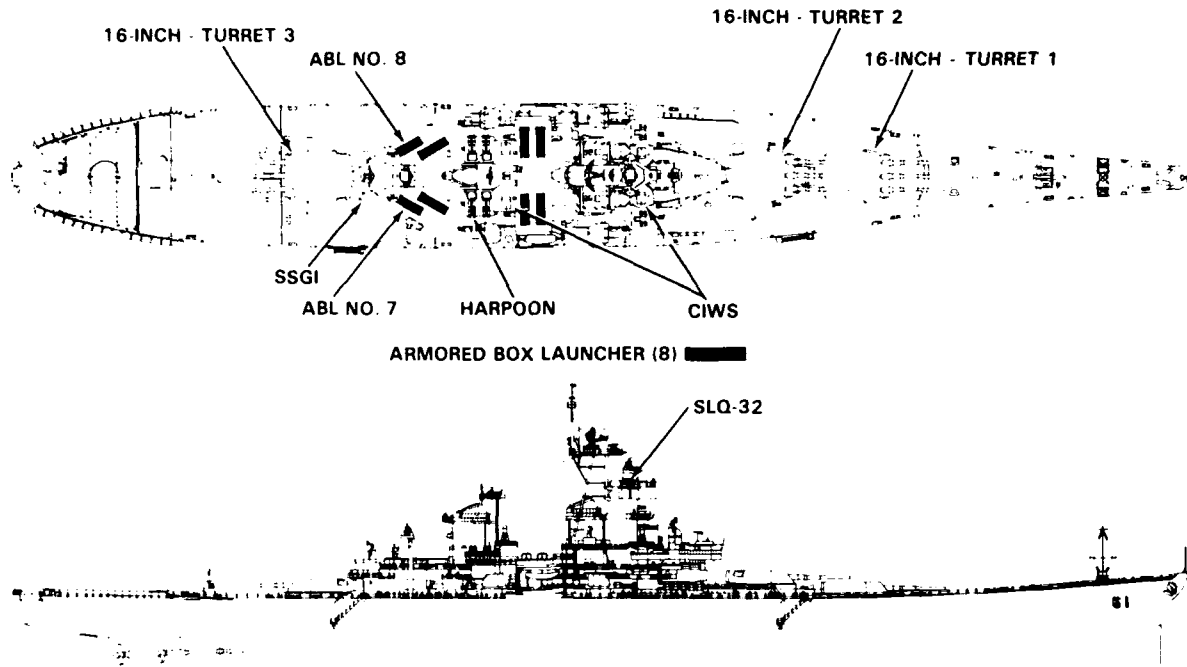 16-INCH - TURRET 3
16-INCH - TURRET 2
ABL NO. 8
16-INCH - TURRET 1
SSGI
ABL NO. 7
HARPOON
CIWS
ARMORED BOX LAUNCHER (8)
SLQ-32
61